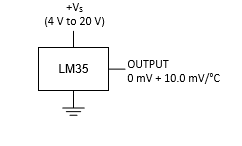 +Vs
(4 V to 20 V)
LM35
OUTPUT
0 mV + 10.0 mV/°C